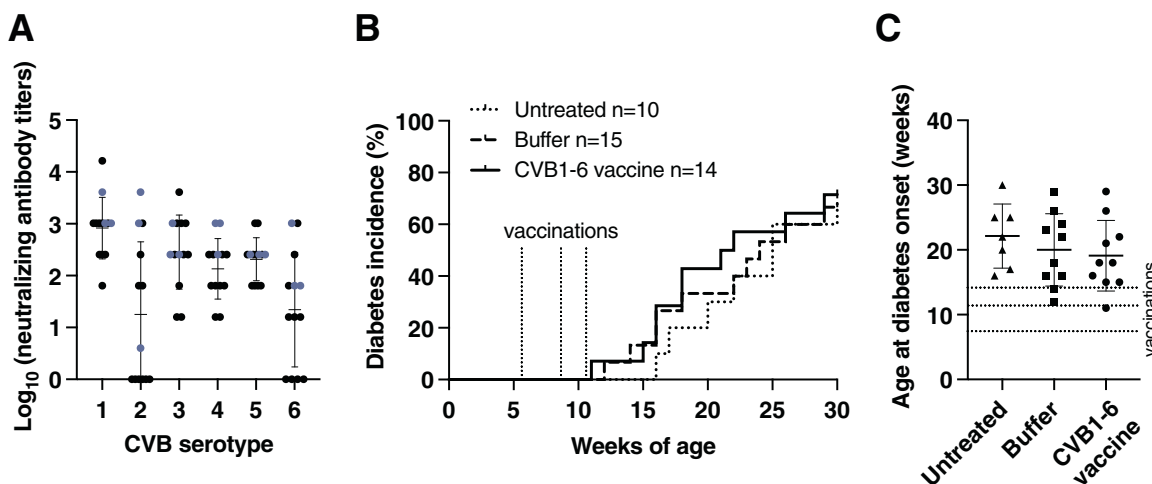 A
B
C
Log10 (neutralizing antibody titers)
5
4
3
2
1
0
1 2 3 4 5 6
CVB serotype
Diabetes incidence (%)
100
80
60
40
20
0
Untreated n=10
Buffer n=15
CVB1-6 vaccine n=14
vaccinations
0 5 10 15 20 25 30
Weeks of age
Age at diabetes onset (weeks)
40
30
20
10
0
vaccinations
Untreated
Buffer
CVB1-6
vaccine